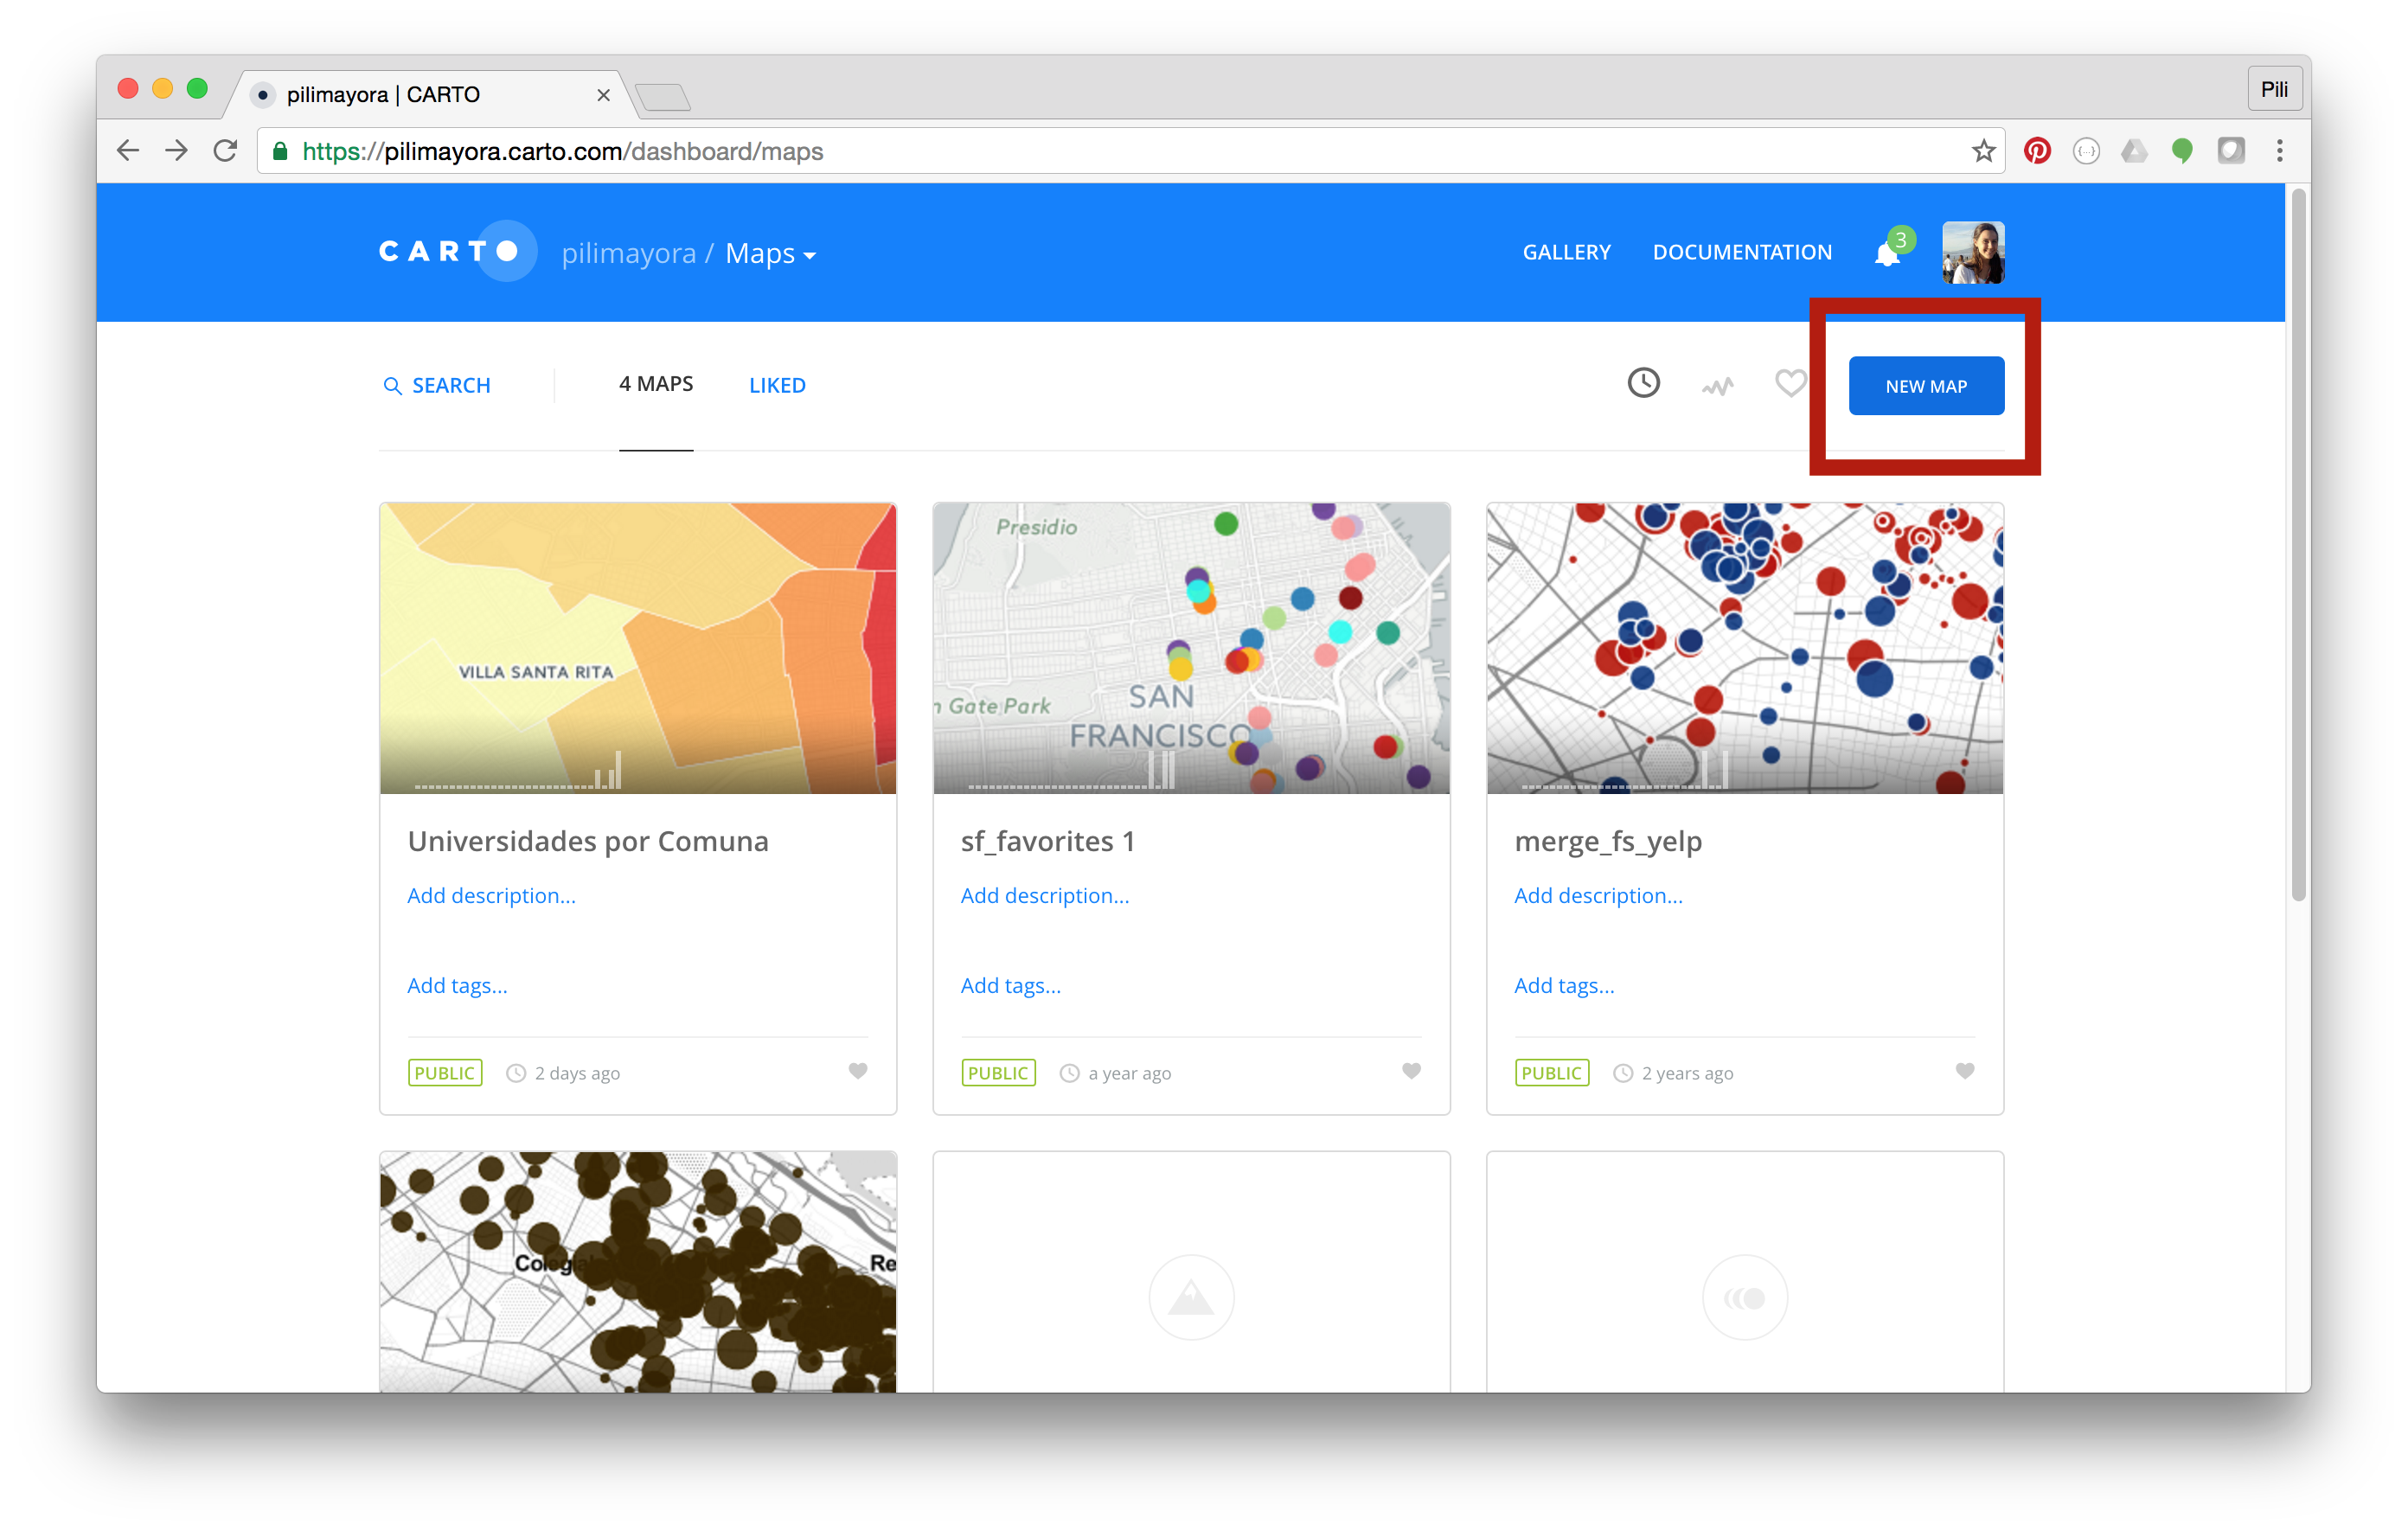 pilimayora | CARTO
Pili
https://pilimayora.carto.com/dashboard/maps
CARTO
pilimayora / Maps
GALLERY
DOCUMENTATION
3
SEARCH
4 MAPS
LIKED
NEW MAP
VILLA SANTA RITA
Presidio
n Gate Park
SAN
FRANCISCO
Universidades por Comuna
Add description...
Add tags...
PUBLIC
2 days ago
sf_favorites 1
Add description...
Add tags...
PUBLIC
a year ago
merge_fs_yelp
Add description...
Add tags...
PUBLIC
2 years ago
Colegial
Re